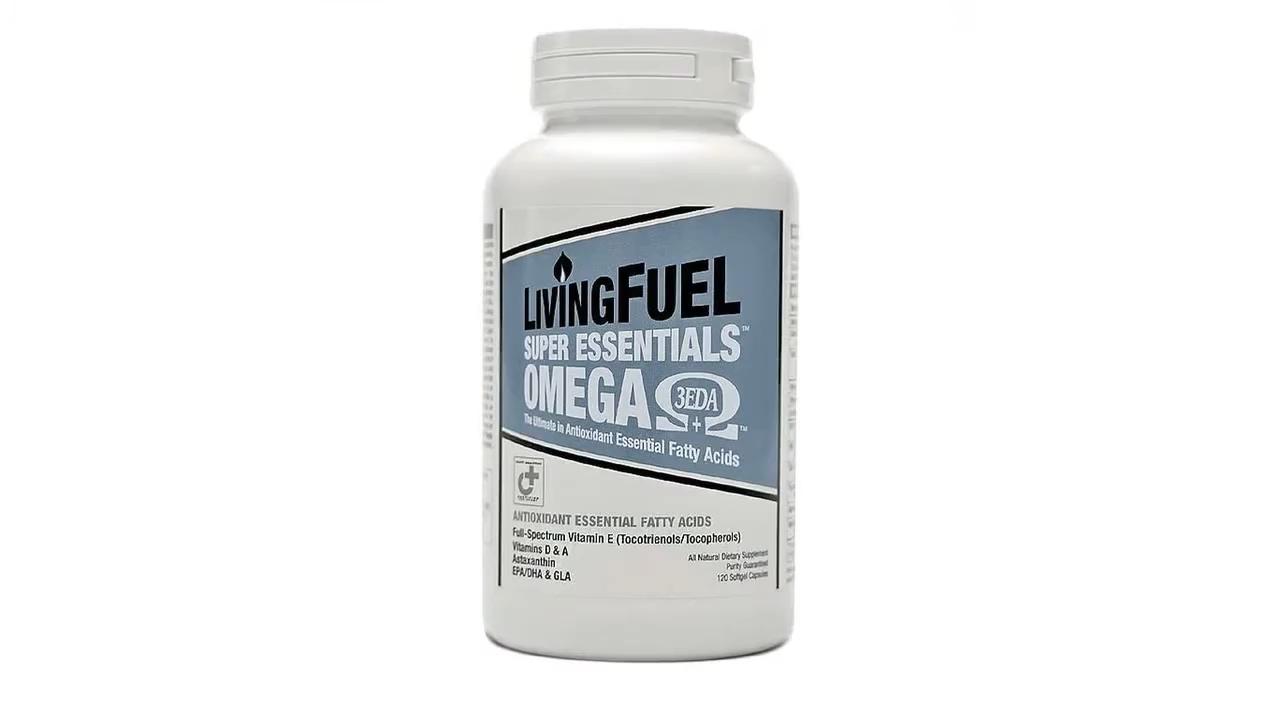 LIVINGFUEL
SUPER ESSENTIALS™
OMEGA 3EDA+™
The Ultimate in Antioxidant Essential Fatty Acids
ANTIOXIDANT ESSENTIAL FATTY ACIDS
Full-Spectrum Vitamin E (Tocotrienols/Tocopherols)
Vitamins D & A
Astaxanthin
EPA/DHA & GLA
All Natural Dietary Supplement
Purity Guaranteed
120 Softgel Capsules